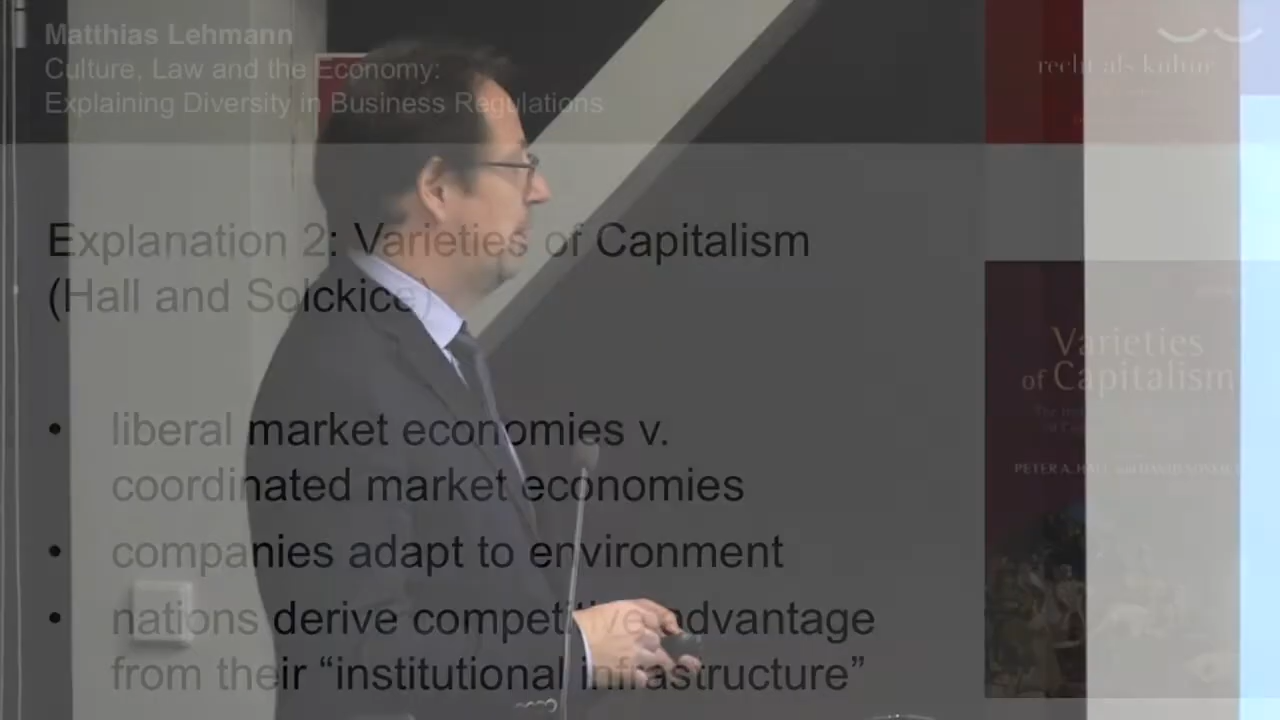 Matthias Lehmann
Culture, Law and the Economy:
Explaining Diversity in Business Regulations
recht als kultur
Explanation 2: Varieties of Capitalism
(Hall and Solckice)
Varieties
of Capitalism
PETER A. HALL and DAVID SOSKICE
• liberal market economies v.
coordinated market economies
• companies adapt to environment
• nations derive competitive advantage
from their “institutional infrastructure”